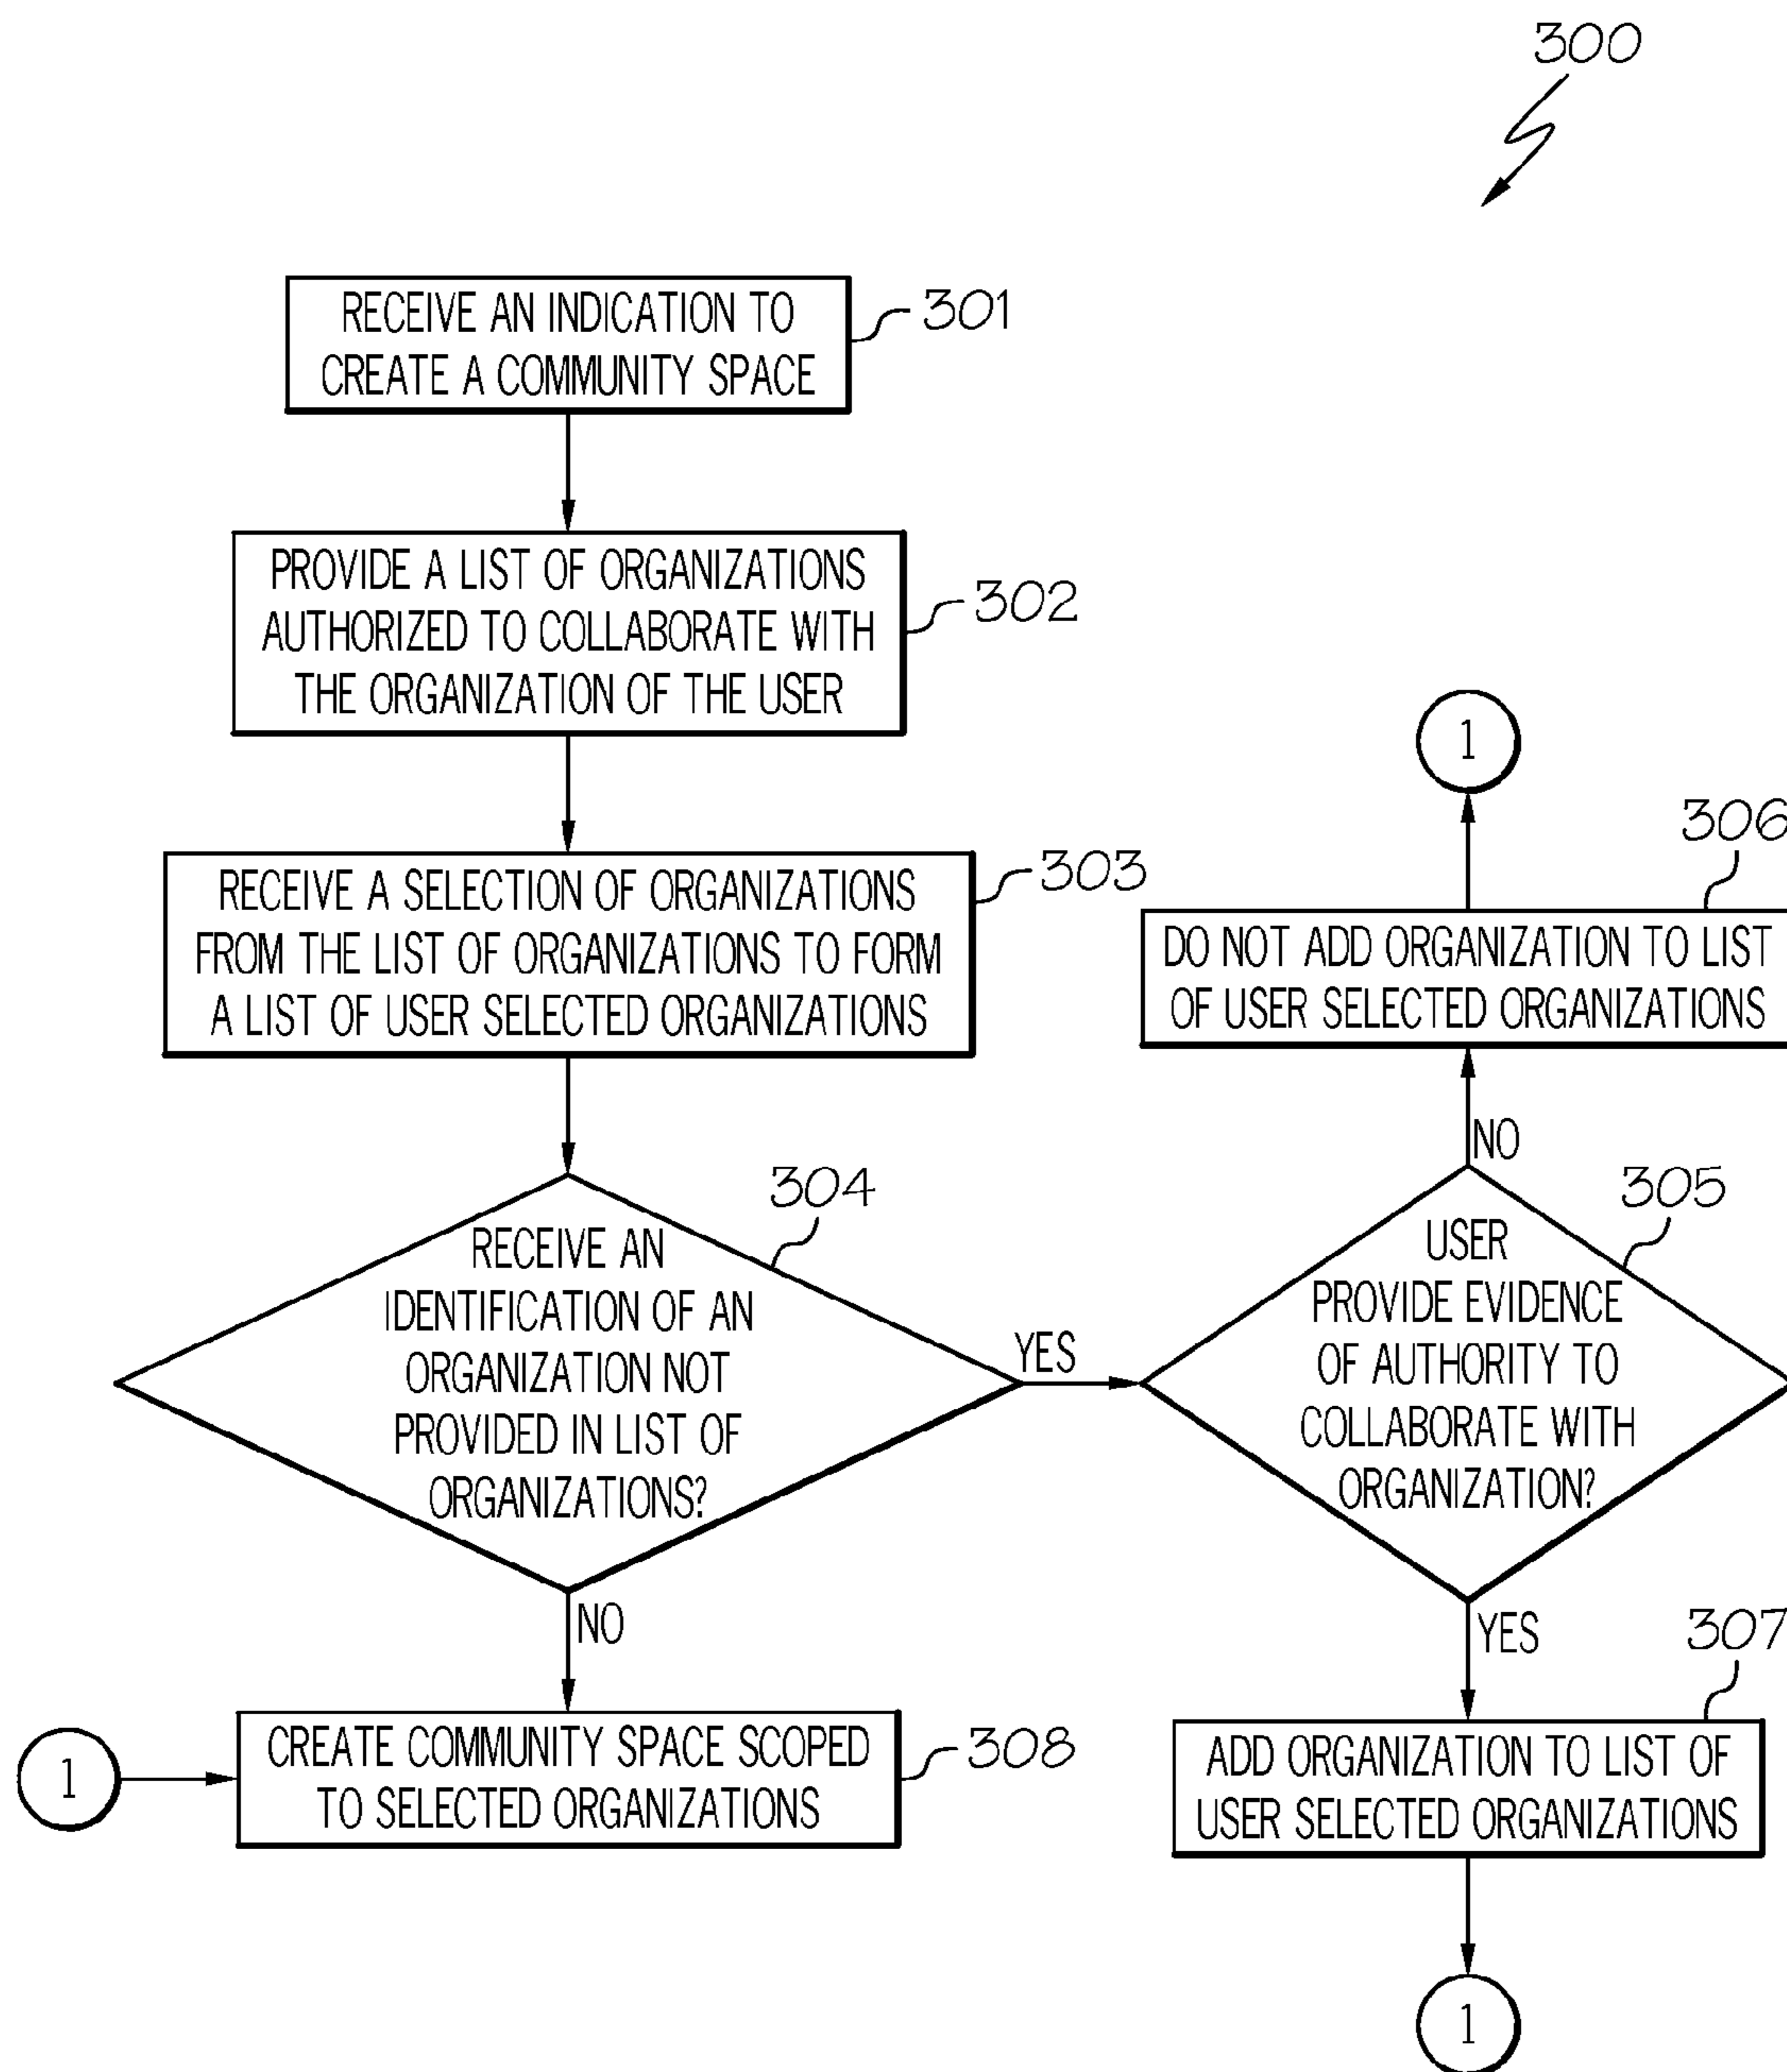 300
RECEIVE AN INDICATION TO
CREATE A COMMUNITY SPACE
301
PROVIDE A LIST OF ORGANIZATIONS
AUTHORIZED TO COLLABORATE WITH
THE ORGANIZATION OF THE USER
302
RECEIVE A SELECTION OF ORGANIZATIONS
FROM THE LIST OF ORGANIZATIONS TO FORM
A LIST OF USER SELECTED ORGANIZATIONS
303
RECEIVE AN
IDENTIFICATION OF AN
ORGANIZATION NOT
PROVIDED IN LIST OF
ORGANIZATIONS?
304
YES
NO
1
CREATE COMMUNITY SPACE SCOPED
TO SELECTED ORGANIZATIONS
308
1
306
DO NOT ADD ORGANIZATION TO LIST
OF USER SELECTED ORGANIZATIONS
NO
305
USER
PROVIDE EVIDENCE
OF AUTHORITY TO
COLLABORATE WITH
ORGANIZATION?
YES
307
ADD ORGANIZATION TO LIST OF
USER SELECTED ORGANIZATIONS
1